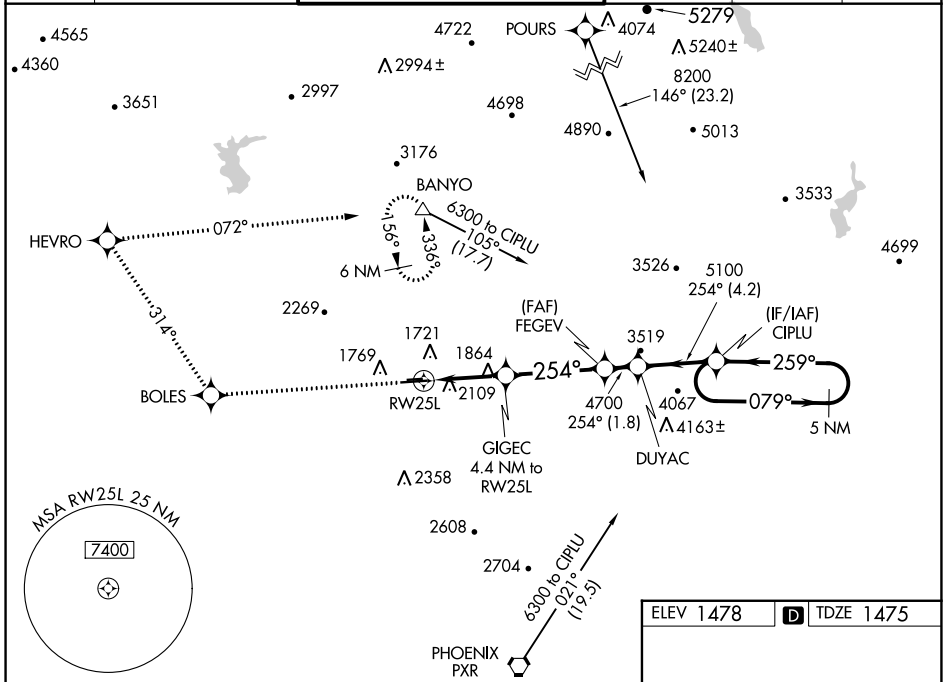 4565
4360
3651
2997
2994±
4722
POURS
4074
5279
5240±
8200
146° (23.2)
4698
4890
5013
3176
BANYO
3533
6300 to CIPLU
105°
(17.7)
HEVRO
072°
156°
336°
6 NM
4699
3526
5100
254° (4.2)
2269
314°
(FAF)
FEGEV
(IF/IAF)
CIPLU
3519
1721
1769
1864
254°
259°
BOLES
RW25L
2109
4700
254° (1.8)
4067
079°
4163±
5 NM
GIGEC
4.4 NM to
RW25L
DUYAC
2358
MSA RW25L 25 NM
7400
2608
2704
6300 to CIPLU
021°
(19.5)
ELEV 1478
D
TDZE 1475
PHOENIX
PXR